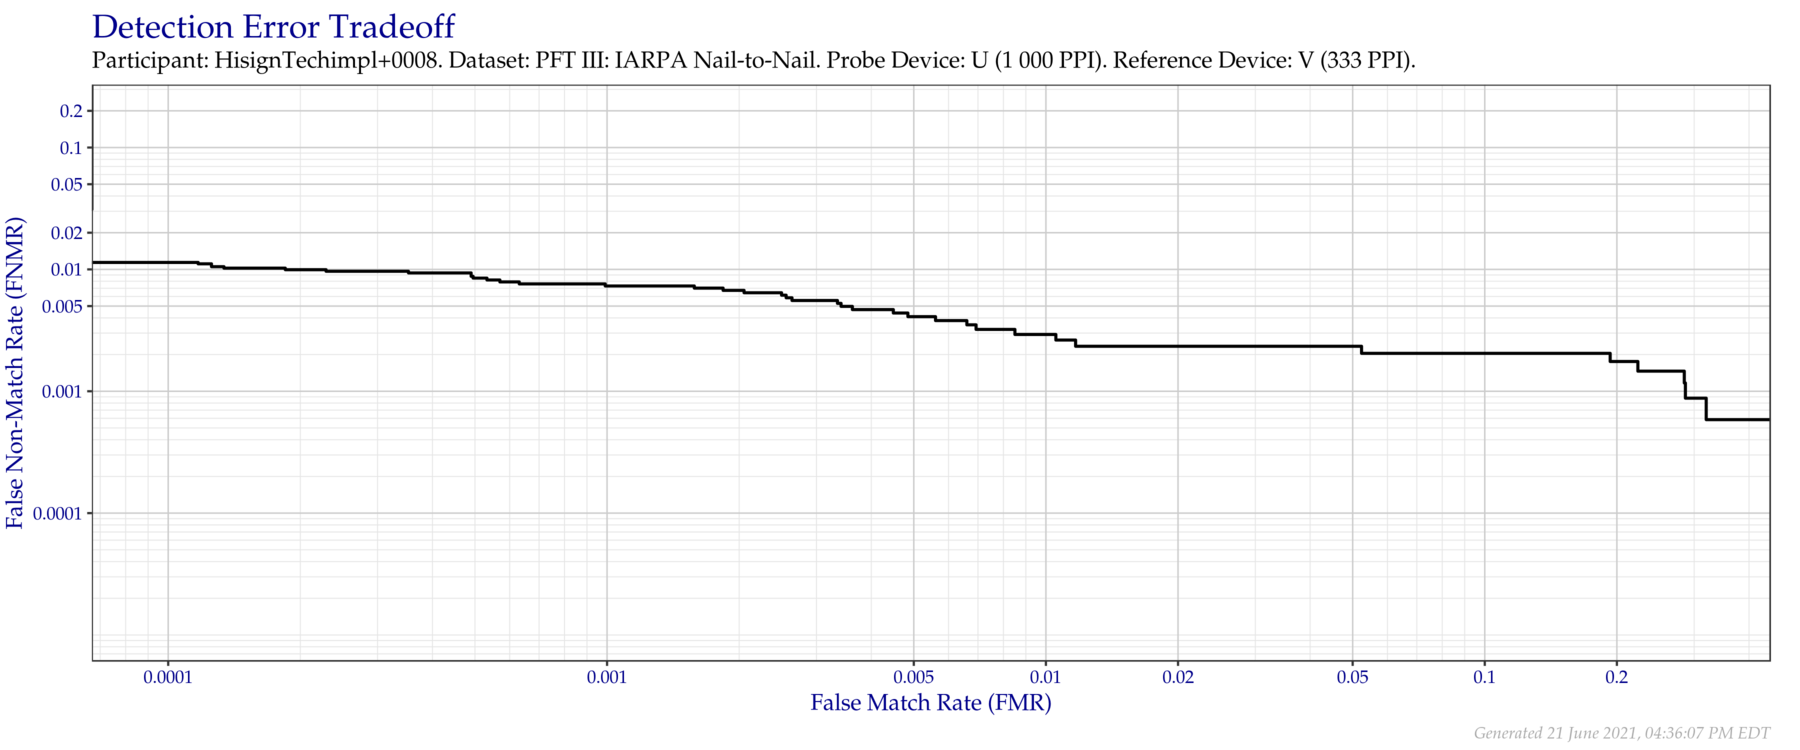 Detection Error Tradeoff
Participant: HisignTechimpl+0008. Dataset: PFT III: IARPA Nail-to-Nail. Probe Device: U (1 000 PPI). Reference Device: V (333 PPI).
False Non-Match Rate (FNMR)
0.2
0.1
0.05
0.02
0.01
0.005
0.001
0.0001
0.0001 0.001 0.005 0.01 0.02 0.05 0.1 0.2
False Match Rate (FMR)
Generated 21 June 2021, 04:36:07 PM EDT